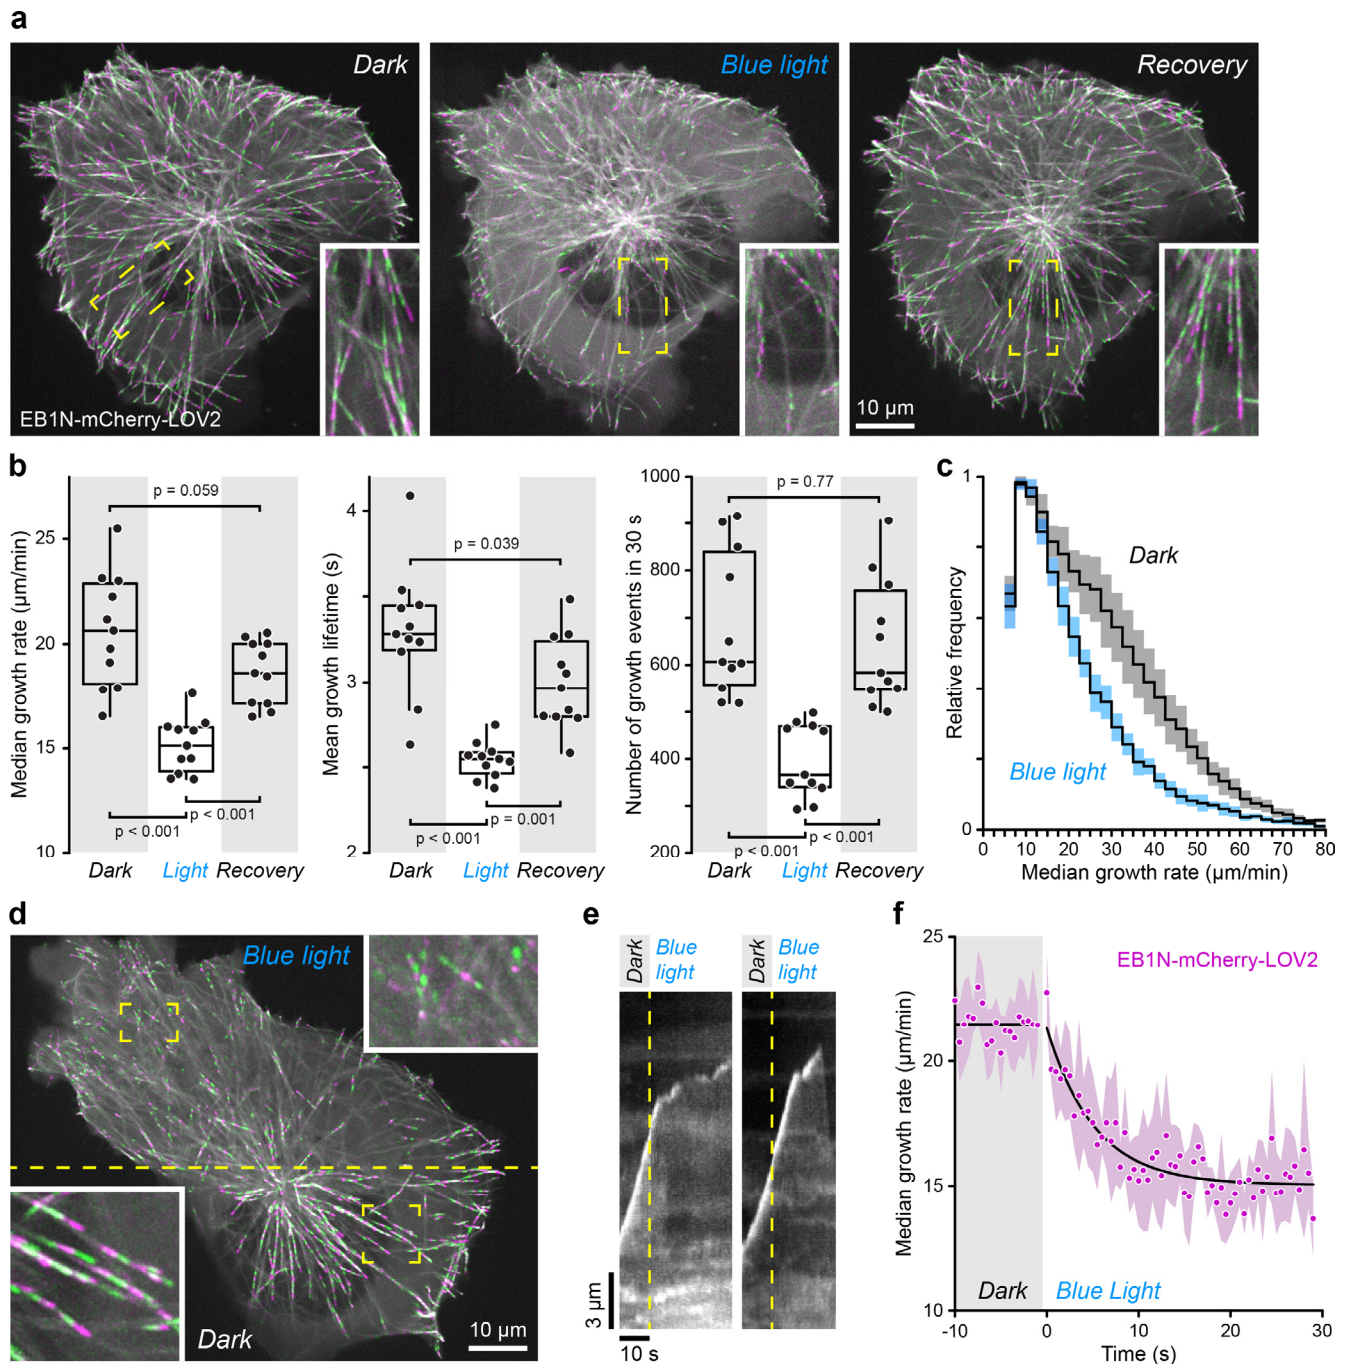 a
Dark
Blue light
Recovery
EB1N-mCherry-LOV2
10 µm
b
Median growth rate (µm/min)
25
20
15
10
p = 0.059
p < 0.001
p < 0.001
Dark
Light
Recovery
Mean growth lifetime (s)
4
3
2
p = 0.039
p = 0.001
p < 0.001
Dark
Light
Recovery
Number of growth events in 30 s
1000
800
600
400
200
p = 0.77
p < 0.001
p < 0.001
Dark
Light
Recovery
c
Relative frequency
1
0
Dark
Blue light
0 10 20 30 40 50 60 70 80
Median growth rate (µm/min)
d
Blue light
Dark
10 µm
e
Dark
Blue
light
Dark
Blue
light
3 µm
10 s
f
Median growth rate (µm/min)
25
20
15
10
EB1N-mCherry-LOV2
Dark
Blue Light
-10 0 10 20 30
Time (s)